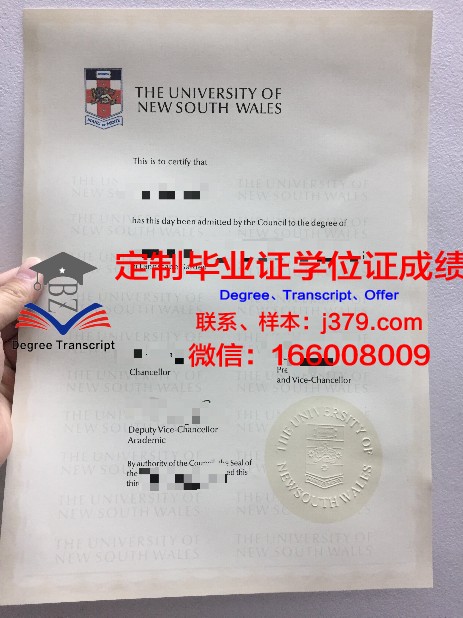 THE UNIVERSITY OF
NEW SOUTH WALES
This is to certify that
has this day been admitted by the Council to the degree of
定制毕业证学位证成绩
Degree、Transcript、Offer
BZ
Degree Transcript
联系、样本：j379.com
微信：166008009
Chancellor
and Vice-Chancellor
Deputy Vice-Chancellor
Academic
By authority of the Council, the Seal of
the
ed this
THE UNIVERSITY OF
NEW SOUTH WALES